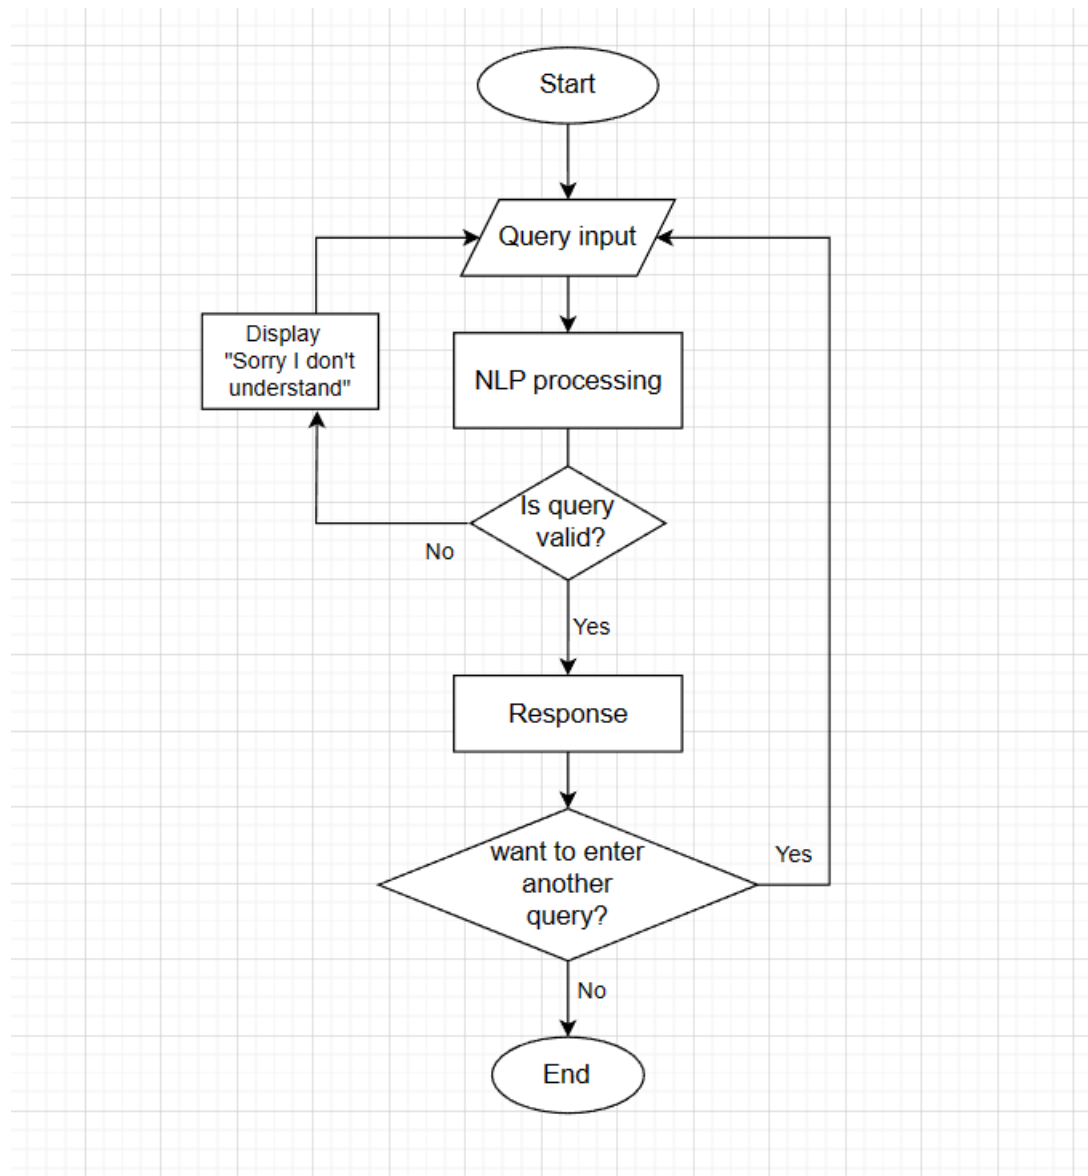 Start
Query input
Display
"Sorry I don't
understand"
NLP processing
Is query
valid?
No
Yes
Response
want to enter
another
query?
Yes
No
End